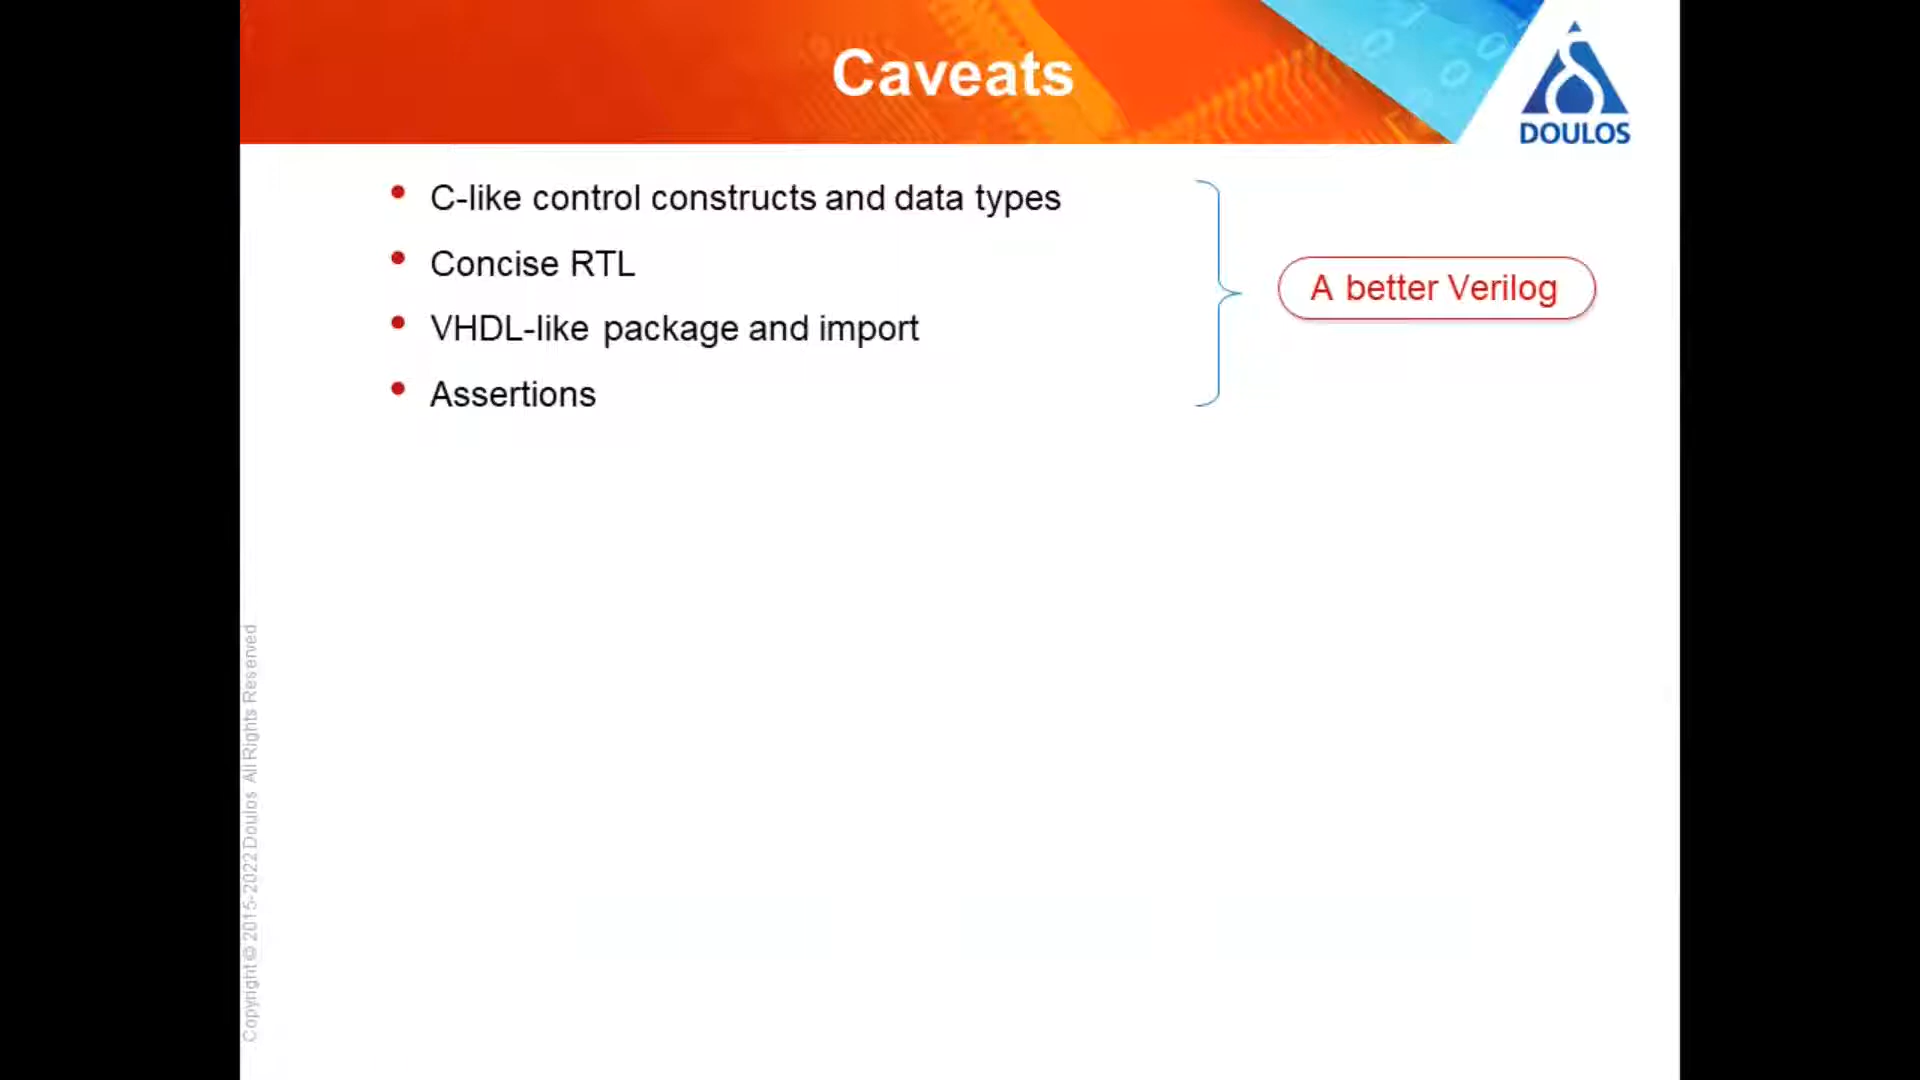 Caveats
DOULOS
C-like control constructs and data types
Concise RTL
VHDL-like package and import
Assertions
A better Verilog
Copyright © 2015-2022 Doulos All Rights Reserved